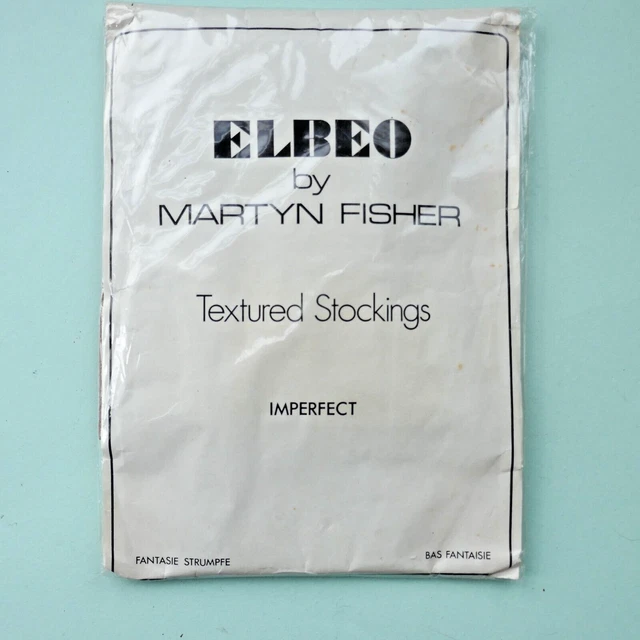 ELBEO
by
MARTYN FISHER
Textured Stockings
IMPERFECT
FANTASIE STRUMPFE BAS FANTAISIE